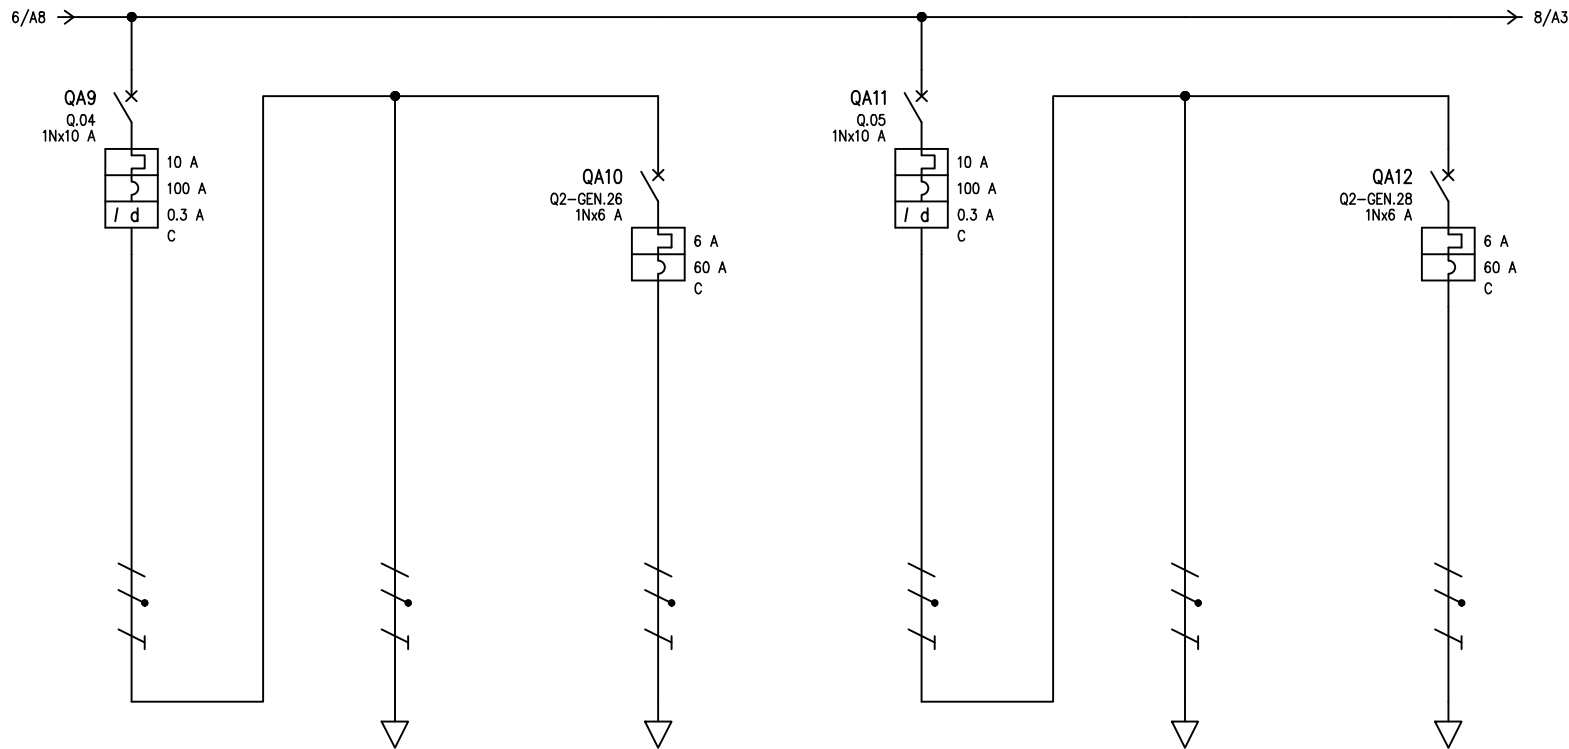 6/A8
8/A3
QA9
Q.04
1Nx10 A
10 A
100 A
I d
0.3 A
C
QA10
Q2-GEN.26
1Nx6 A
6 A
60 A
C
QA11
Q.05
1Nx10 A
10 A
100 A
I d
0.3 A
C
QA12
Q2-GEN.28
1Nx6 A
6 A
60 A
C